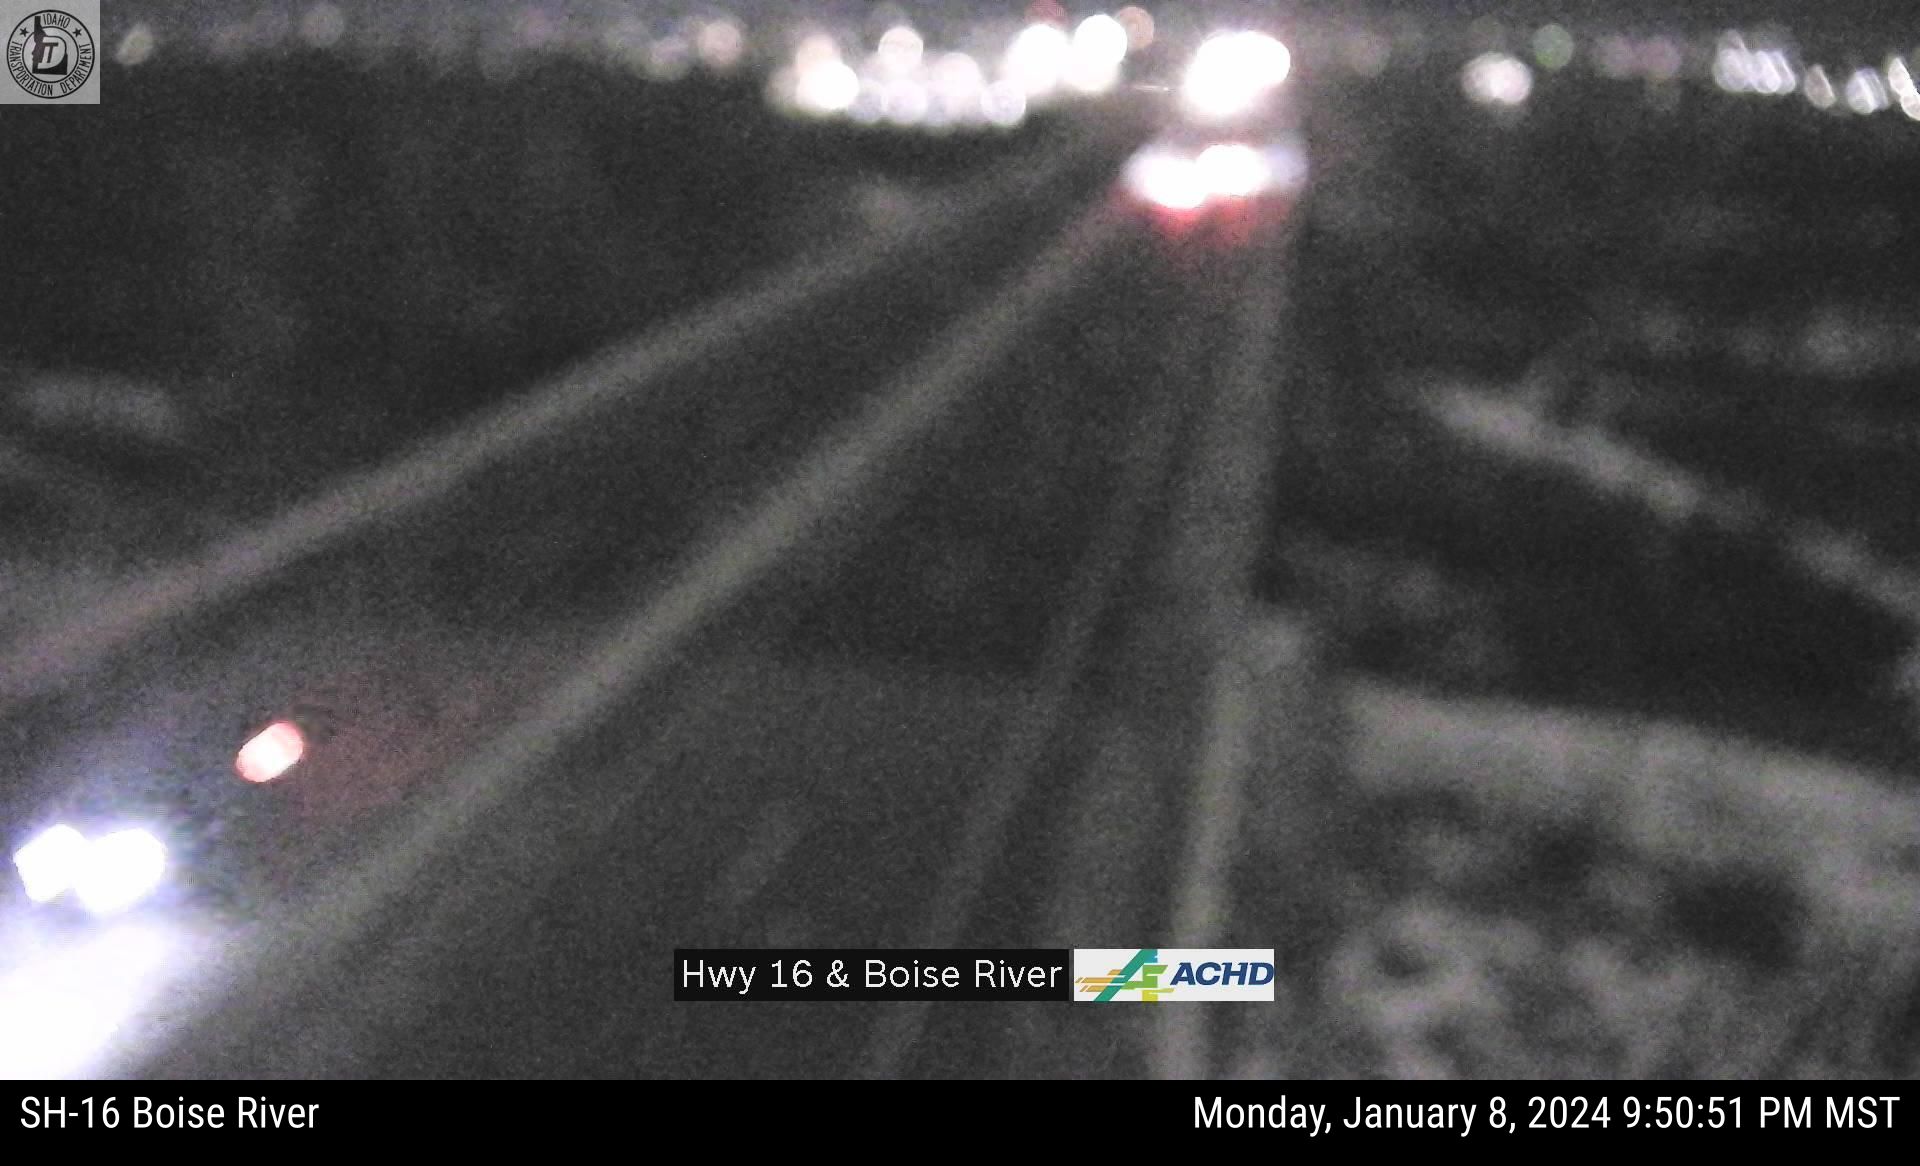 IDAHO
TRANSPORTATION DEPARTMENT
Hwy 16 & Boise River
ACHD
SH-16 Boise River
Monday, January 8, 2024 9:50:51 PM MST